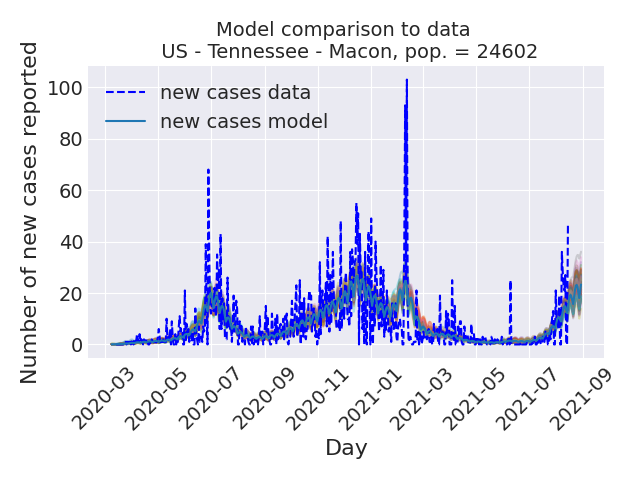 Model comparison to data
US - Tennessee - Macon, pop. = 24602
Number of new cases reported
100
80
60
40
20
0
new cases data
new cases model
2020-03
2020-05
2020-07
2020-09
2020-11
2021-01
2021-03
2021-05
2021-07
2021-09
Day